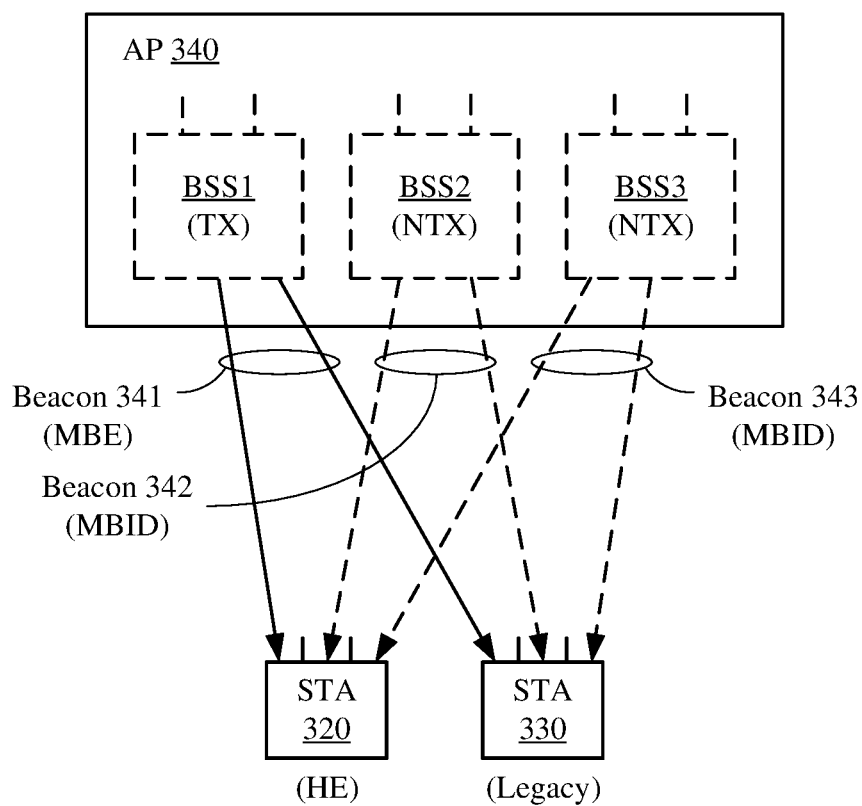 AP 340
BSS1
(TX)
BSS2
(NTX)
BSS3
(NTX)
Beacon 341
(MBE)
Beacon 342
(MBID)
Beacon 343
(MBID)
STA
320
(HE)
STA
330
(Legacy)